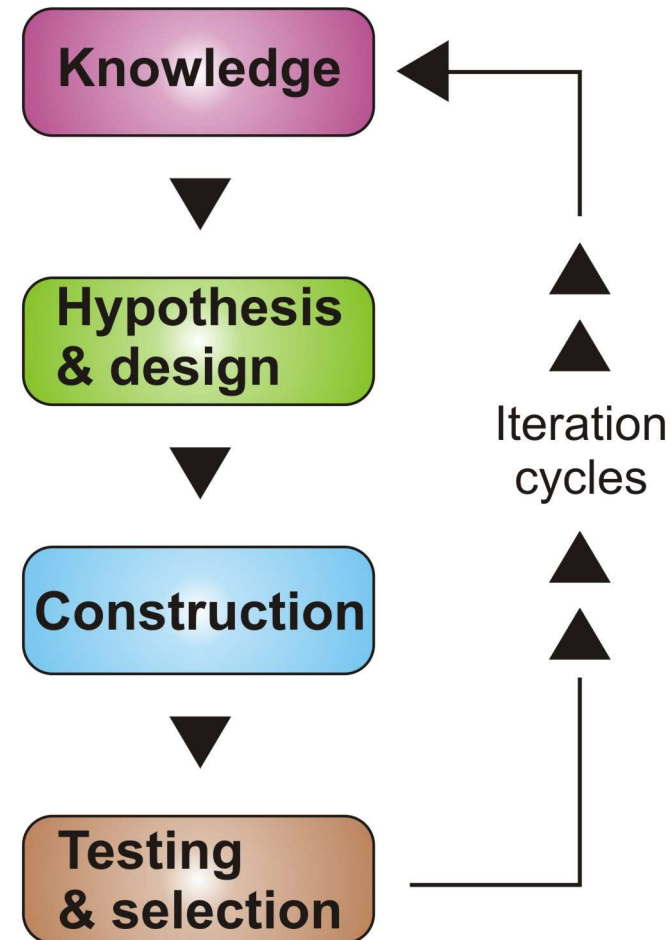 Knowledge
Hypothesis
& design
Iteration
cycles
Construction
Testing
& selection